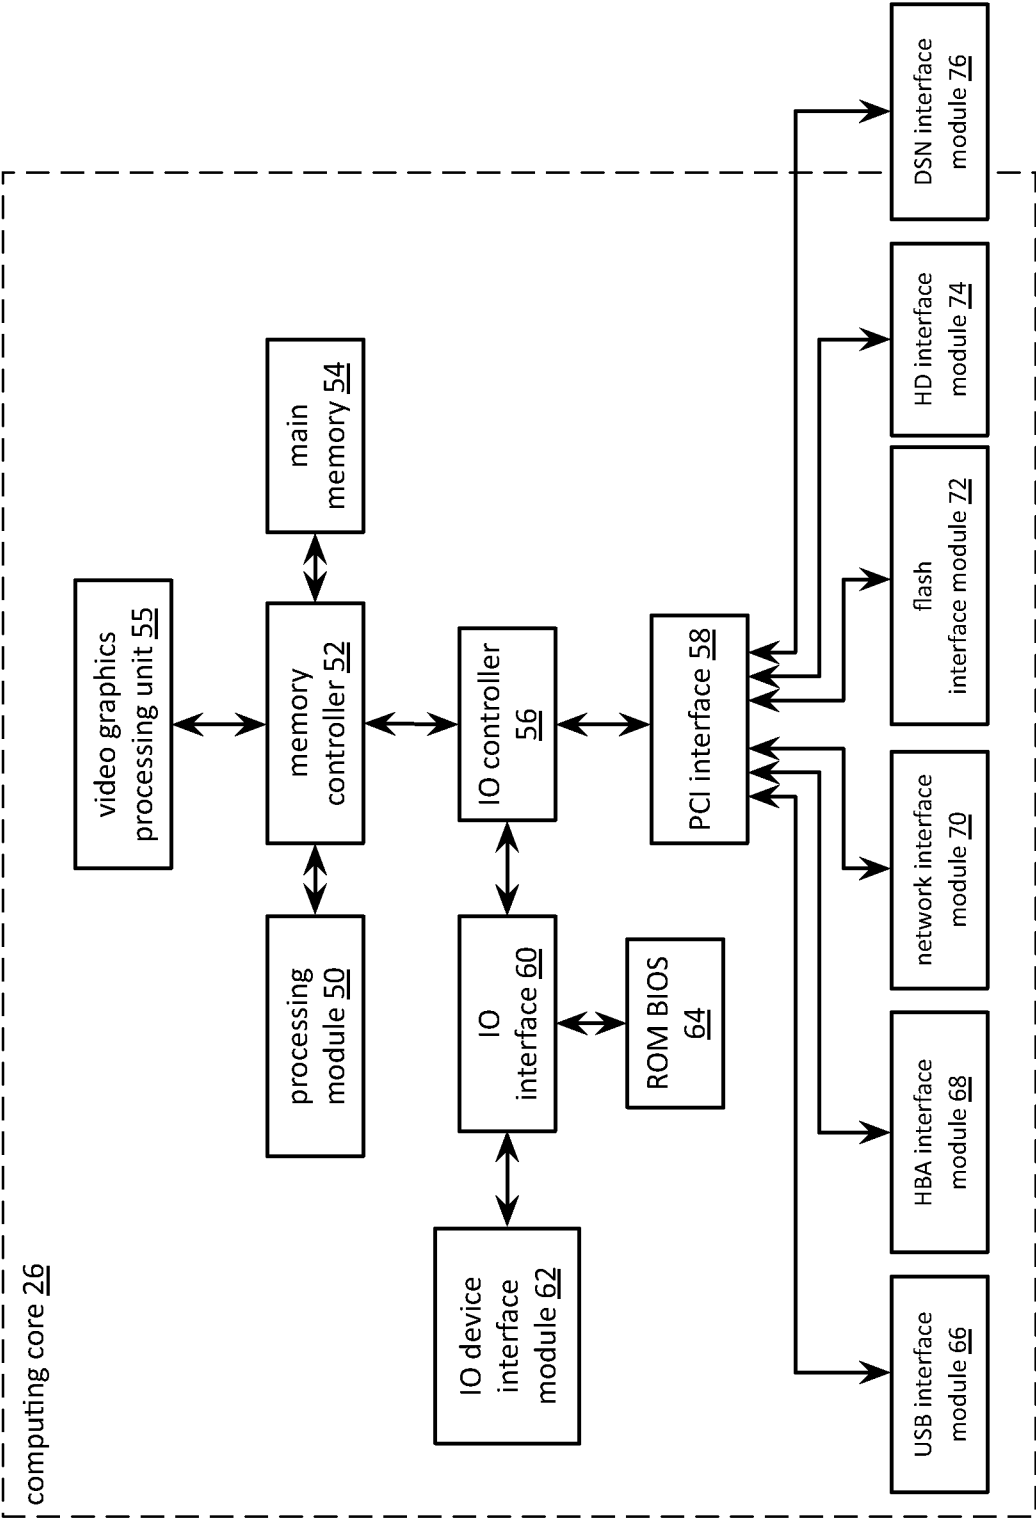 computing core 26
video graphics
processing unit 55
processing
module 50
memory
controller 52
main
memory 54
IO device
interface
module 62
IO
interface 60
IO controller
56
ROM BIOS
64
PCI interface 58
USB interface
module 66
HBA interface
module 68
network interface
module 70
flash
interface module 72
HD interface
module 74
DSN interface
module 76